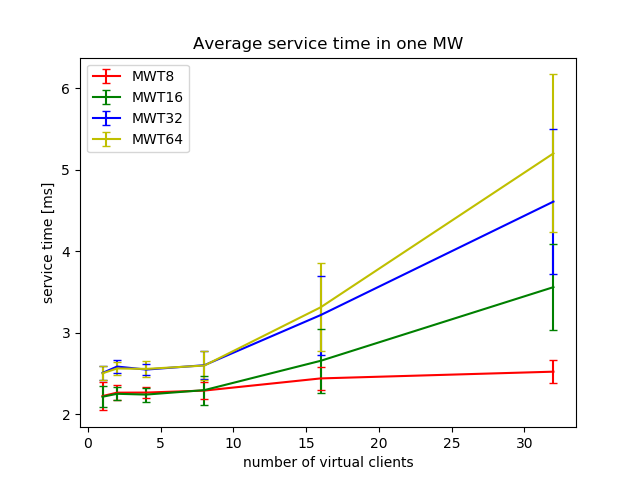 Average service time in one MW
MWT8
MWT16
MWT32
MWT64
service time [ms]
6
5
4
3
2
0 5 10 15 20 25 30
number of virtual clients